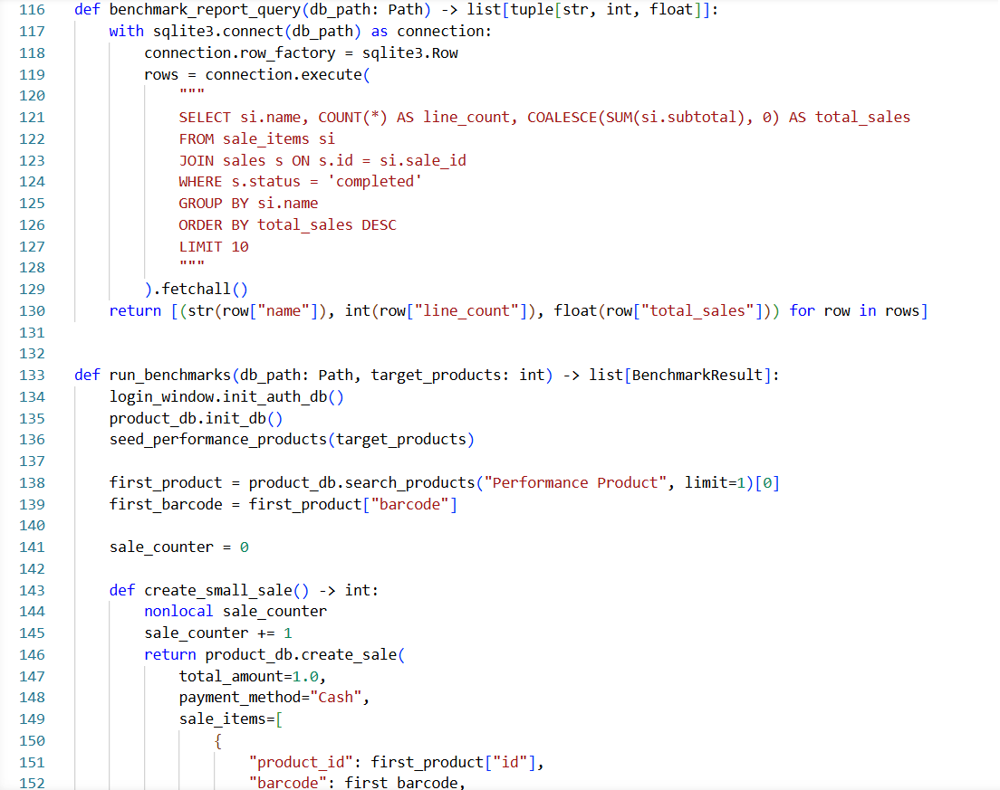 116 def benchmark_report_query(db_path: Path) -> list[tuple[str, int, float]]:
117     with sqlite3.connect(db_path) as connection:
118         connection.row_factory = sqlite3.Row
119         rows = connection.execute(
120             """
121             SELECT si.name, COUNT(*) AS line_count, COALESCE(SUM(si.subtotal), 0) AS total_sales
122             FROM sale_items si
123             JOIN sales s ON s.id = si.sale_id
124             WHERE s.status = 'completed'
125             GROUP BY si.name
126             ORDER BY total_sales DESC
127             LIMIT 10
128             """
129         ).fetchall()
130     return [(str(row["name"]), int(row["line_count"]), float(row["total_sales"])) for row in rows]
131
132
133 def run_benchmarks(db_path: Path, target_products: int) -> list[BenchmarkResult]:
134     login_window.init_auth_db()
135     product_db.init_db()
136     seed_performance_products(target_products)
137
138     first_product = product_db.search_products("Performance Product", limit=1)[0]
139     first_barcode = first_product["barcode"]
140
141     sale_counter = 0
142
143     def create_small_sale() -> int:
144         nonlocal sale_counter
145         sale_counter += 1
146         return product_db.create_sale(
147             total_amount=1.0,
148             payment_method="Cash",
149             sale_items=[
150                 {
151                     "product_id": first_product["id"],
152                     "barcode": first_barcode,